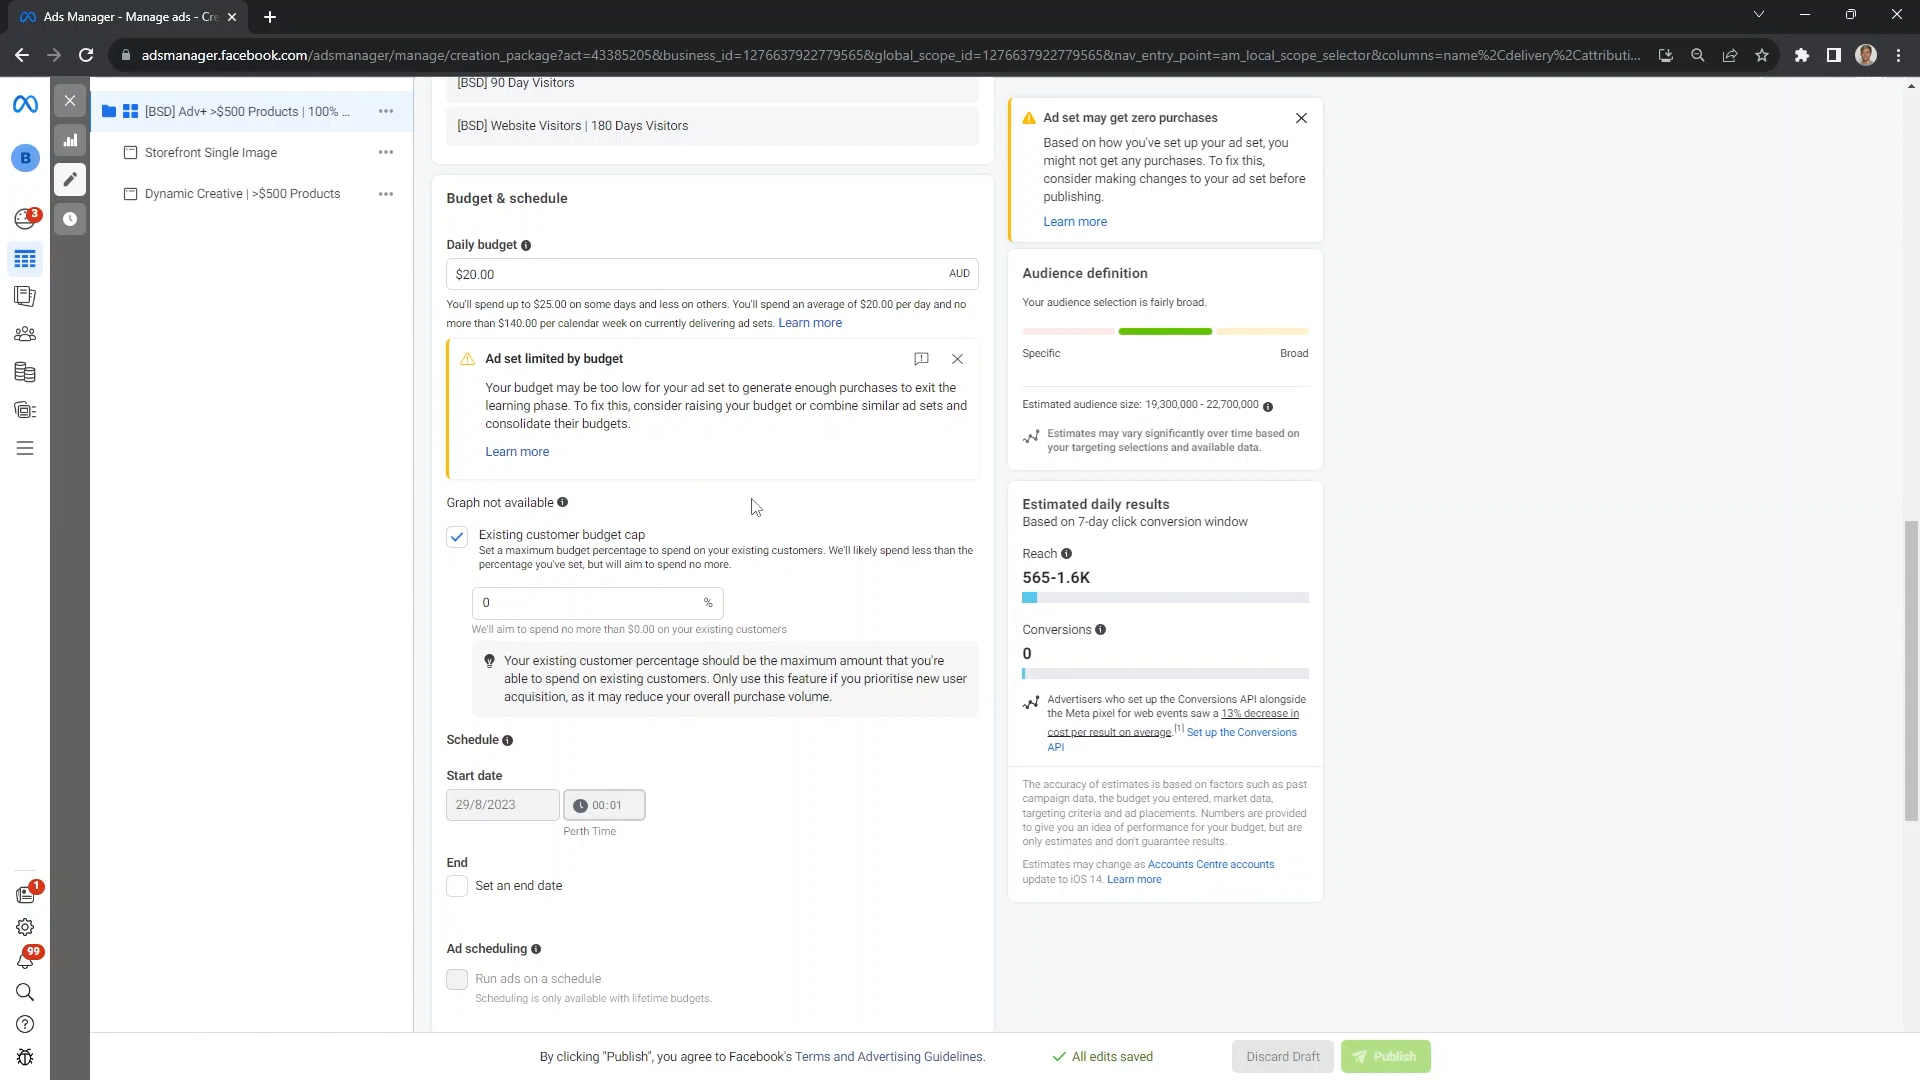 Ads Manager - Manage ads - Cre
adsmanager.facebook.com/adsmanager/manage/creation_package?act=43385205&business_id=1276637922779565&global_scope_id=1276637922779565&nav_entry_point=am_local_scope_selector&columns=name%2Cdelivery%2Cattributi...
B
3
1
99
[BSD] Adv+ >$500 Products | 100% ...
Storefront Single Image
Dynamic Creative | >$500 Products
[BSD] 90 Day Visitors
[BSD] Website Visitors | 180 Days Visitors
Budget & schedule
Daily budget
$20.00 AUD
You'll spend up to $25.00 on some days and less on others. You'll spend an average of $20.00 per day and no
more than $140.00 per calendar week on currently delivering ad sets. Learn more
Ad set limited by budget
Your budget may be too low for your ad set to generate enough purchases to exit the
learning phase. To fix this, consider raising your budget or combine similar ad sets and
consolidate their budgets.
Learn more
Graph not available
Existing customer budget cap
Set a maximum budget percentage to spend on your existing customers. We'll likely spend less than the
percentage you've set, but will aim to spend no more.
0 %
We'll aim to spend no more than $0.00 on your existing customers
Your existing customer percentage should be the maximum amount that you're
able to spend on existing customers. Only use this feature if you prioritise new user
acquisition, as it may reduce your overall purchase volume.
Schedule
Start date
29/8/2023 00:01
Perth Time
End
Set an end date
Ad scheduling
Run ads on a schedule
Scheduling is only available with lifetime budgets.
Ad set may get zero purchases
Based on how you've set up your ad set, you
might not get any purchases. To fix this,
consider making changes to your ad set before
publishing.
Learn more
Audience definition
Your audience selection is fairly broad.
Specific Broad
Estimated audience size: 19,300,000 - 22,700,000
Estimates may vary significantly over time based on
your targeting selections and available data.
Estimated daily results
Based on 7-day click conversion window
Reach
565-1.6K
Conversions
0
Advertisers who set up the Conversions API alongside
the Meta pixel for web events saw a 13% decrease in
cost per result on average.[1] Set up the Conversions
API
The accuracy of estimates is based on factors such as past
campaign data, the budget you entered, market data,
targeting criteria and ad placements. Numbers are provided
to give you an idea of performance for your budget, but are
only estimates and don't guarantee results.
Estimates may change as Accounts Centre accounts
update to iOS 14. Learn more
By clicking "Publish", you agree to Facebook's Terms and Advertising Guidelines.
All edits saved
Discard Draft
Publish